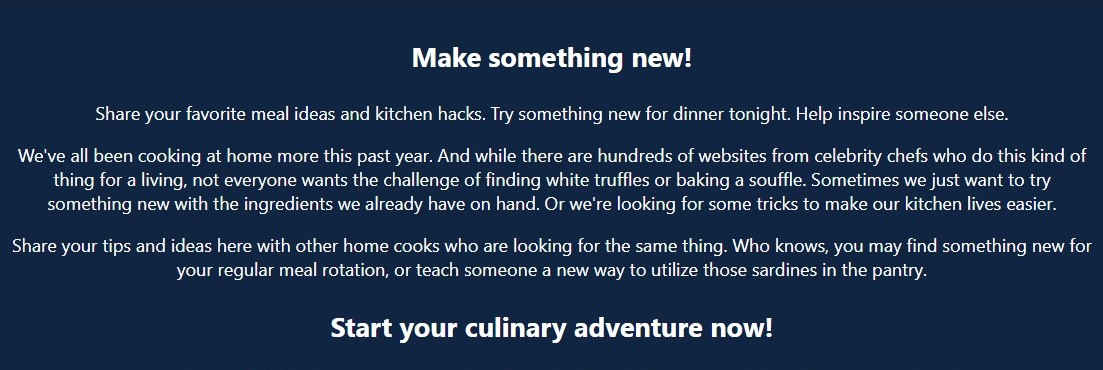 Make something new!
Share your favorite meal ideas and kitchen hacks. Try something new for dinner tonight. Help inspire someone else.
We've all been cooking at home more this past year. And while there are hundreds of websites from celebrity chefs who do this kind of
thing for a living, not everyone wants the challenge of finding white truffles or baking a souffle. Sometimes we just want to try
something new with the ingredients we already have on hand. Or we're looking for some tricks to make our kitchen lives easier.
Share your tips and ideas here with other home cooks who are looking for the same thing. Who knows, you may find something new for
your regular meal rotation, or teach someone a new way to utilize those sardines in the pantry.
Start your culinary adventure now!